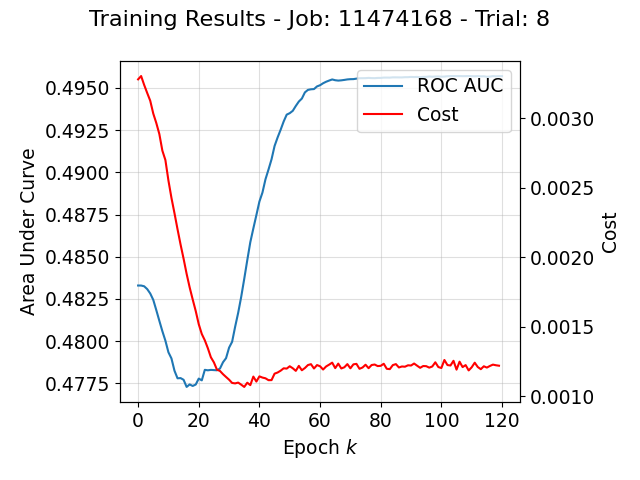 Training Results - Job: 11474168 - Trial: 8
0.4950
0.4925
0.4900
0.4875
0.4850
0.4825
0.4800
0.4775
Area Under Curve
ROC AUC
Cost
0.0030
0.0025
0.0020
0.0015
0.0010
Cost
0 20 40 60 80 100 120
Epoch k